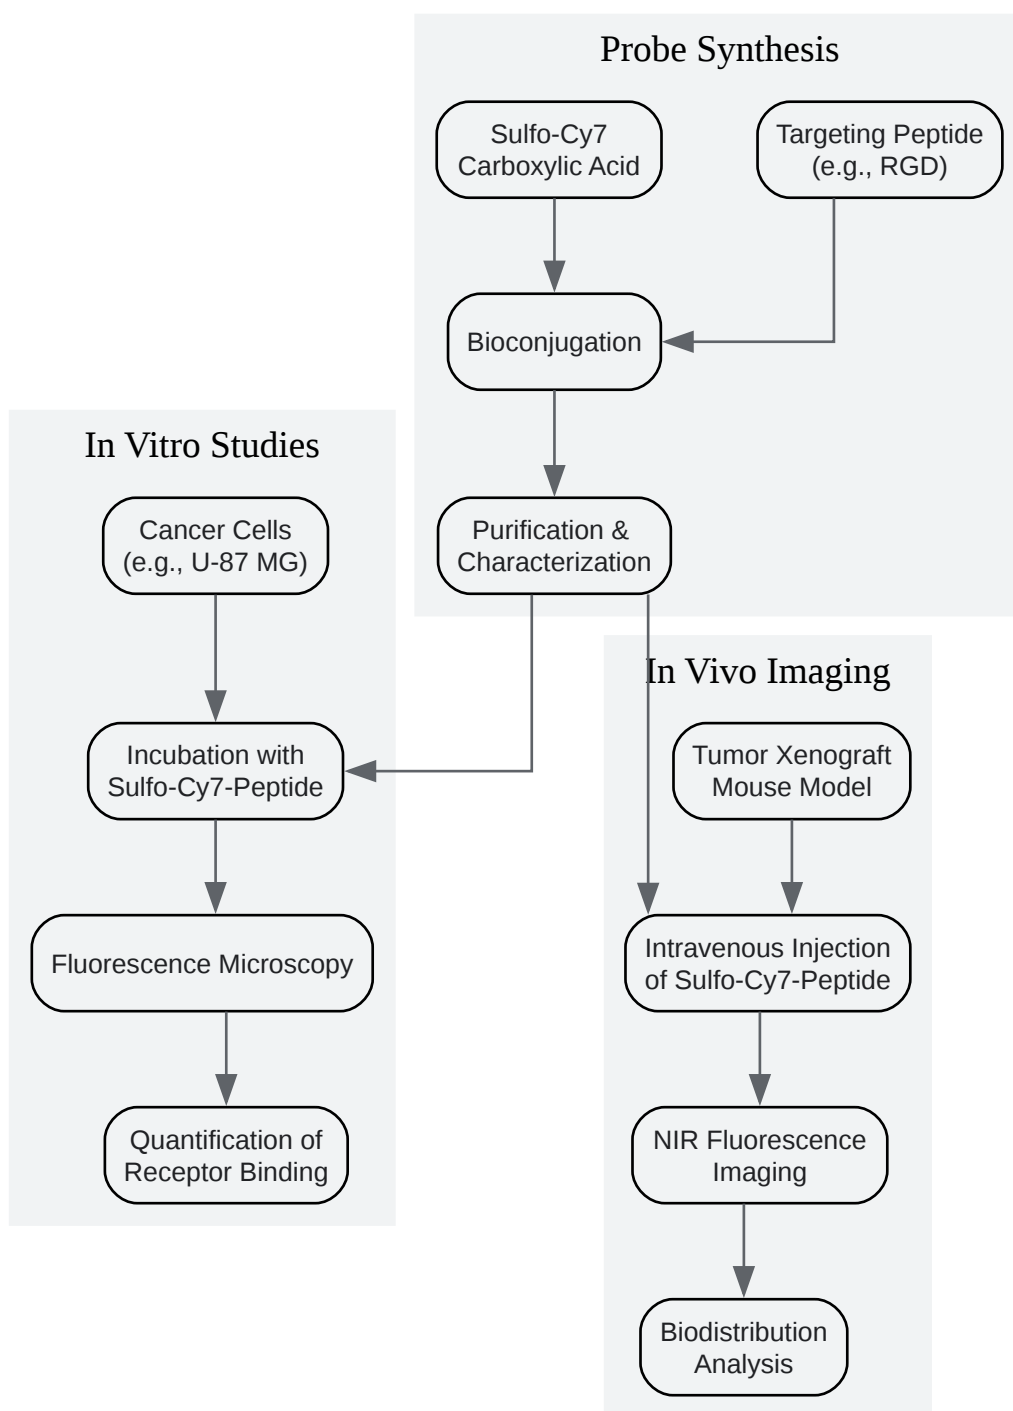 Probe Synthesis
Sulfo-Cy7
Carboxylic Acid
Targeting Peptide
(e.g., RGD)
Bioconjugation
Purification &
Characterization
In Vitro Studies
Cancer Cells
(e.g., U-87 MG)
Incubation with
Sulfo-Cy7-Peptide
Fluorescence Microscopy
Quantification of
Receptor Binding
In Vivo Imaging
Tumor Xenograft
Mouse Model
Intravenous Injection
of Sulfo-Cy7-Peptide
NIR Fluorescence
Imaging
Biodistribution
Analysis